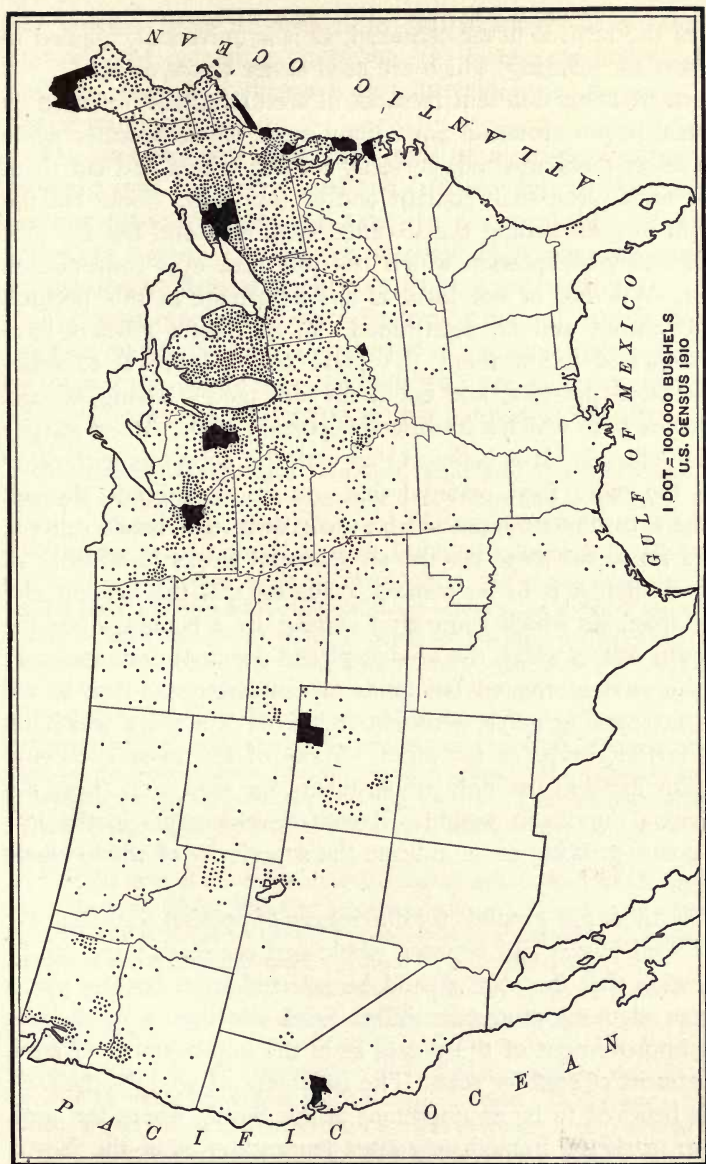 ATLANTIC OCEAN
GULF OF MEXICO
1 DOT = 100,000 BUSHELS
U.S. CENSUS 1910
PACIFIC OCEAN